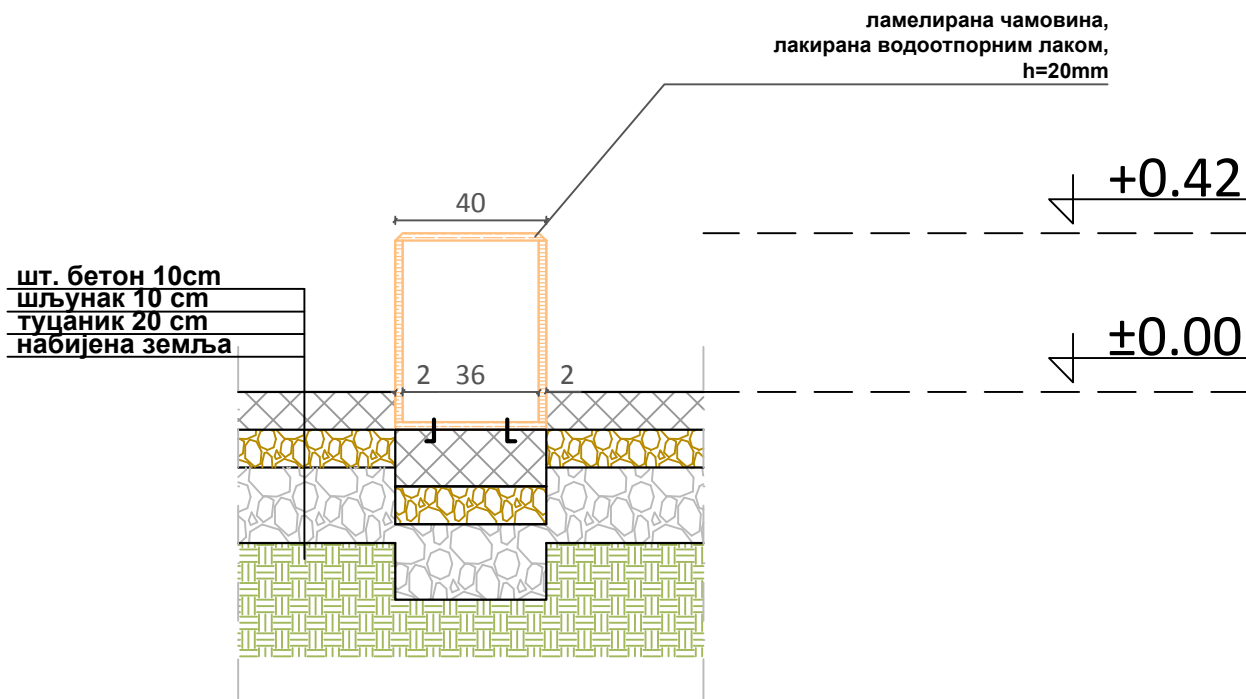 ламелирана чамовина,
лакирана водоотпорним лаком,
h=20mm
+0.42
40
шт. бетон 10cm
шљунак 10 cm
туцаник 20 cm
набијена земља
±0.00
2 36 2